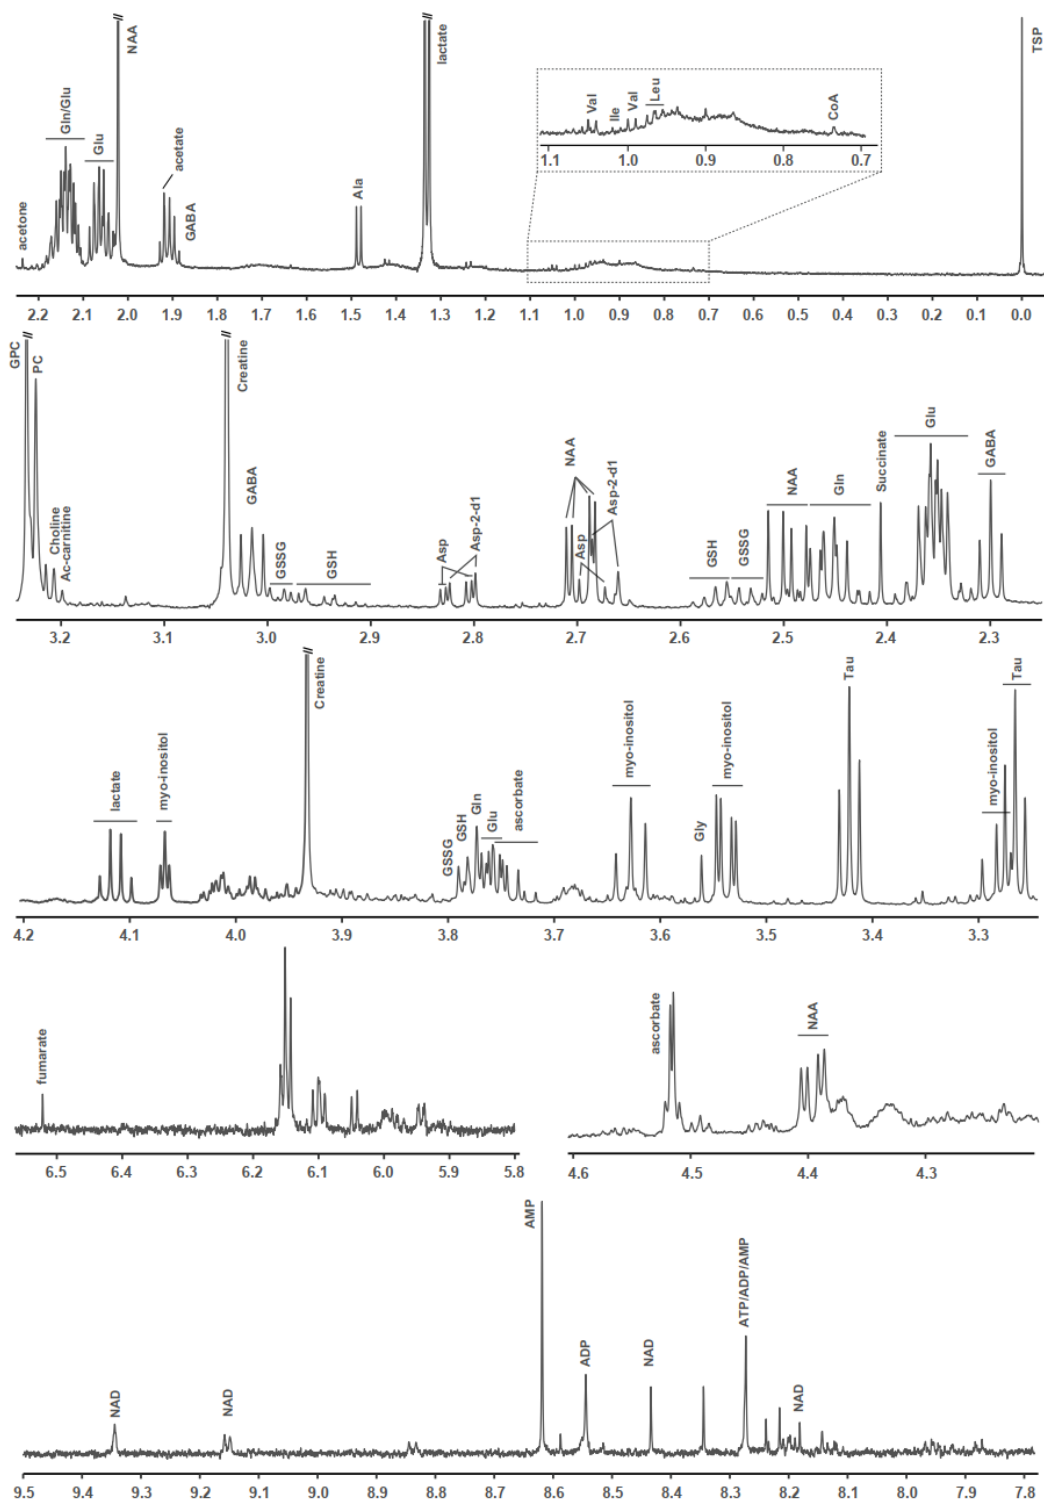 NAA
lactate
TSP
Gln/Glu
Glu
acetate
GABA
acetone
Ala
Val
Ile
Val
Leu
CoA
1.1 1.0 0.9 0.8 0.7
2.2 2.1 2.0 1.9 1.8 1.7 1.6 1.5 1.4 1.3 1.2 1.1 1.0 0.9 0.8 0.7 0.6 0.5 0.4 0.3 0.2 0.1 0.0
GPC
PC
Choline
Ac-carnitine
Creatine
GABA
GSSG
GSH
Asp
Asp-2-d1
NAA
Asp
Asp-2-d1
GSH
GSSG
NAA
Gln
Succinate
Glu
GABA
3.2 3.1 3.0 2.9 2.8 2.7 2.6 2.5 2.4 2.3
lactate
myo-inositol
Creatine
GSSG
GSH
Gln
Glu
ascorbate
myo-inositol
Gly
myo-inositol
Tau
myo-inositol
Tau
4.2 4.1 4.0 3.9 3.8 3.7 3.6 3.5 3.4 3.3
fumarate
6.5 6.4 6.3 6.2 6.1 6.0 5.9 5.8
ascorbate
NAA
4.6 4.5 4.4 4.3
NAD
NAD
AMP
ADP
NAD
ATP/ADP/AMP
NAD
9.5 9.4 9.3 9.2 9.1 9.0 8.9 8.8 8.7 8.6 8.5 8.4 8.3 8.2 8.1 8.0 7.9 7.8